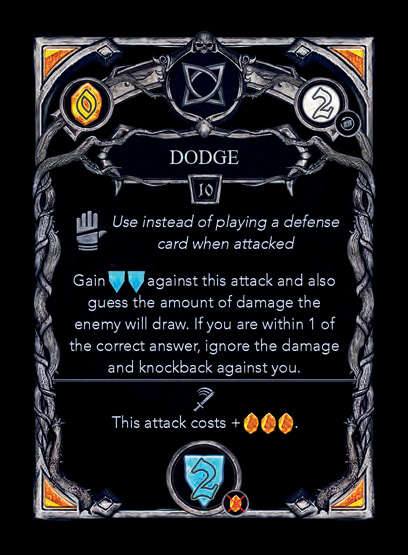 0
2
DODGE
10
Use instead of playing a defense
card when attacked
Gain against this attack and also
guess the amount of damage the
enemy will draw. If you are within 1 of
the correct answer, ignore the damage
and knockback against you.
This attack costs + .
2